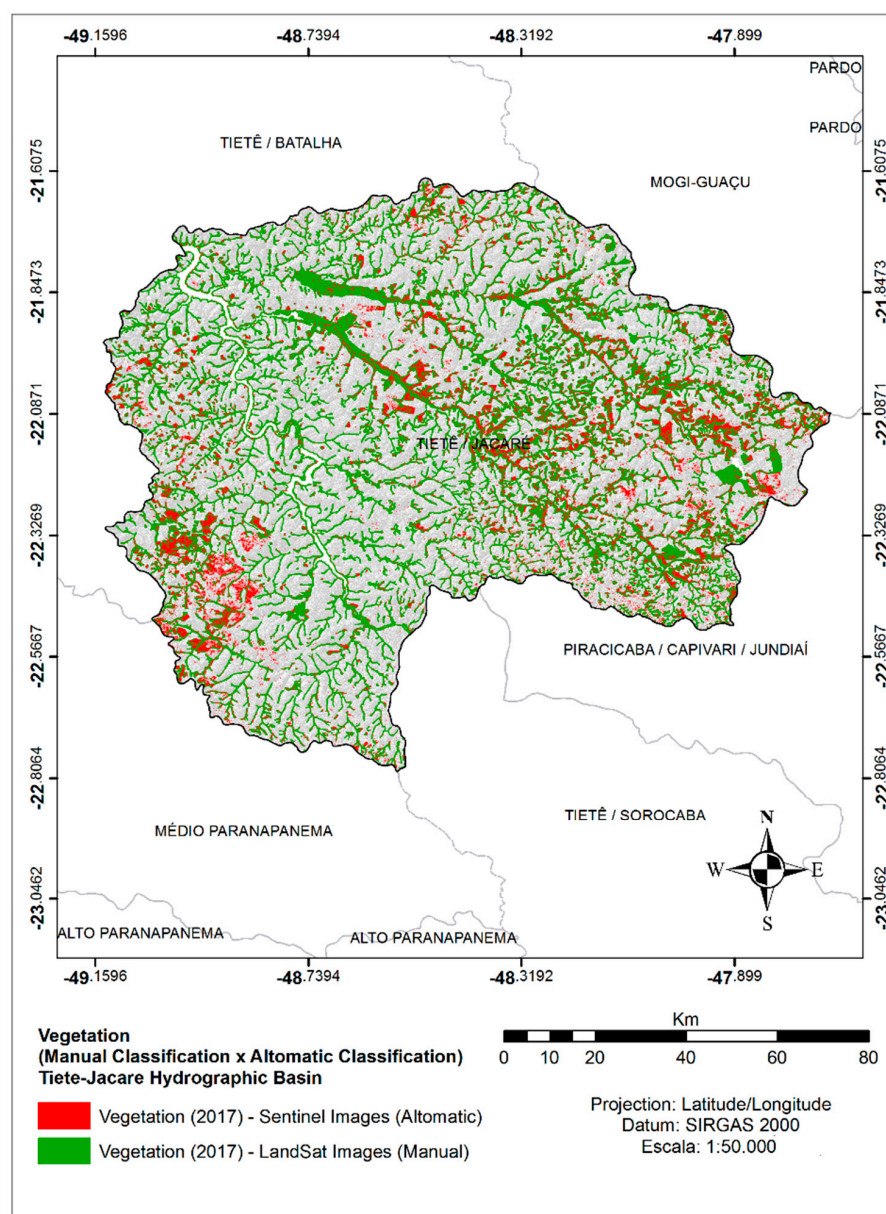 -49.1596 -48.7394 -48.3192 -47.899
PARDO
PARDO
TIETÊ / BATALHA
MOGI-GUAÇU
-21.6075 -21.6075
-21.8473 -21.8473
-22.0871 -22.0871
TIETÊ / JACARÉ
-22.3269 -22.3269
-22.5667 -22.5667
PIRACICABA / CAPIVARI / JUNDIAÍ
-22.8064 -22.8064
TIETÊ / SOROCABA
MÉDIO PARANAPANEMA
N
W E
S
-23.0462 -23.0462
ALTO PARANAPANEMA
ALTO PARANAPANEMA
-49.1596 -48.7394 -48.3192 -47.899
Vegetation
(Manual Classification x Altomatic Classification)
Tiete-Jacare Hydrographic Basin
Vegetation (2017) - Sentinel Images (Altomatic)
Vegetation (2017) - LandSat Images (Manual)
Km
0 10 20 40 60 80
Projection: Latitude/Longitude
Datum: SIRGAS 2000
Escala: 1:50.000